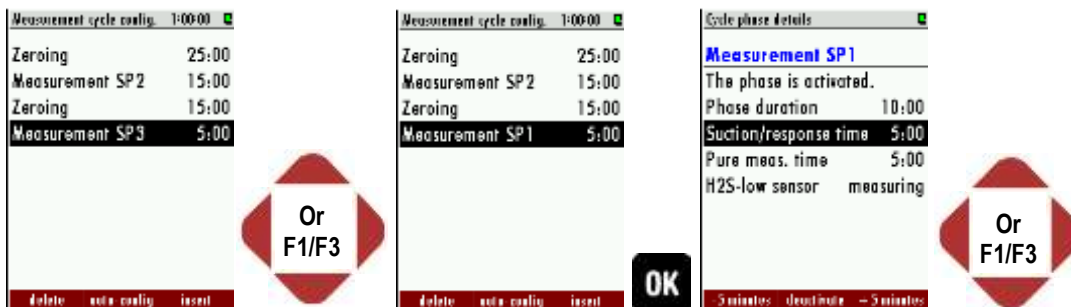 Measurement cycle config. 1:00:00
Zeroing 25:00
Measurement SP2 15:00
Zeroing 15:00
Measurement SP3 5:00
delete auto-config insert
Or
F1/F3
Measurement cycle config. 1:00:00
Zeroing 25:00
Measurement SP2 15:00
Zeroing 15:00
Measurement SP1 5:00
delete auto-config insert
OK
Cycle phase details
Measurement SP1
The phase is activated.
Phase duration 10:00
Suction/response time 5:00
Pure meas. time 5:00
H2S-low sensor measuring
-5 minutes deactivate 5 minutes
Or
F1/F3